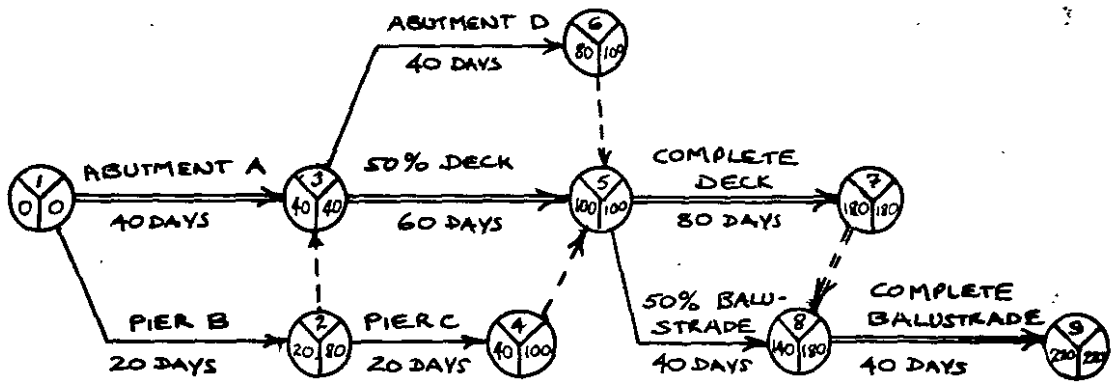 ABUTMENT D
40 DAYS
6
80 100
ABUTMENT A
40 DAYS
1
0 0
3
40 40
50% DECK
60 DAYS
5
100 100
COMPLETE
DECK
80 DAYS
7
180 180
PIER B
20 DAYS
2
20 80
PIER C
20 DAYS
4
40 100
50% BALU-
STRADE
40 DAYS
8
140 180
COMPLETE
BALUSTRADE
40 DAYS
9
220 220